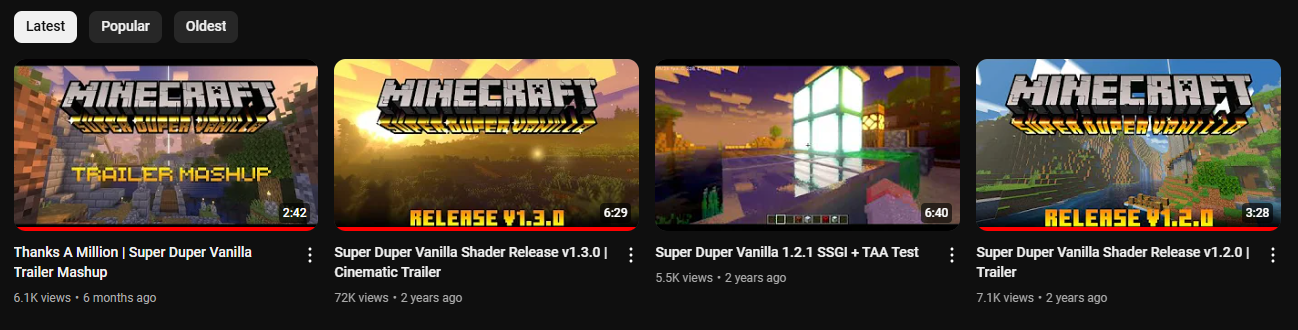 Latest
Popular
Oldest
MINECRAFT
SUPER DUPER VANILLA
TRAILER MASHUP
2:42
Thanks A Million | Super Duper Vanilla
Trailer Mashup
6.1K views • 6 months ago
MINECRAFT
SUPER DUPER VANILLA
RELEASE V1.3.0
6:29
Super Duper Vanilla Shader Release v1.3.0 |
Cinematic Trailer
72K views • 2 years ago
6:40
Super Duper Vanilla 1.2.1 SSGI + TAA Test
5.5K views • 2 years ago
MINECRAFT
SUPER DUPER VANILLA
RELEASE V1.2.0
3:28
Super Duper Vanilla Shader Release v1.2.0 |
Trailer
7.1K views • 2 years ago